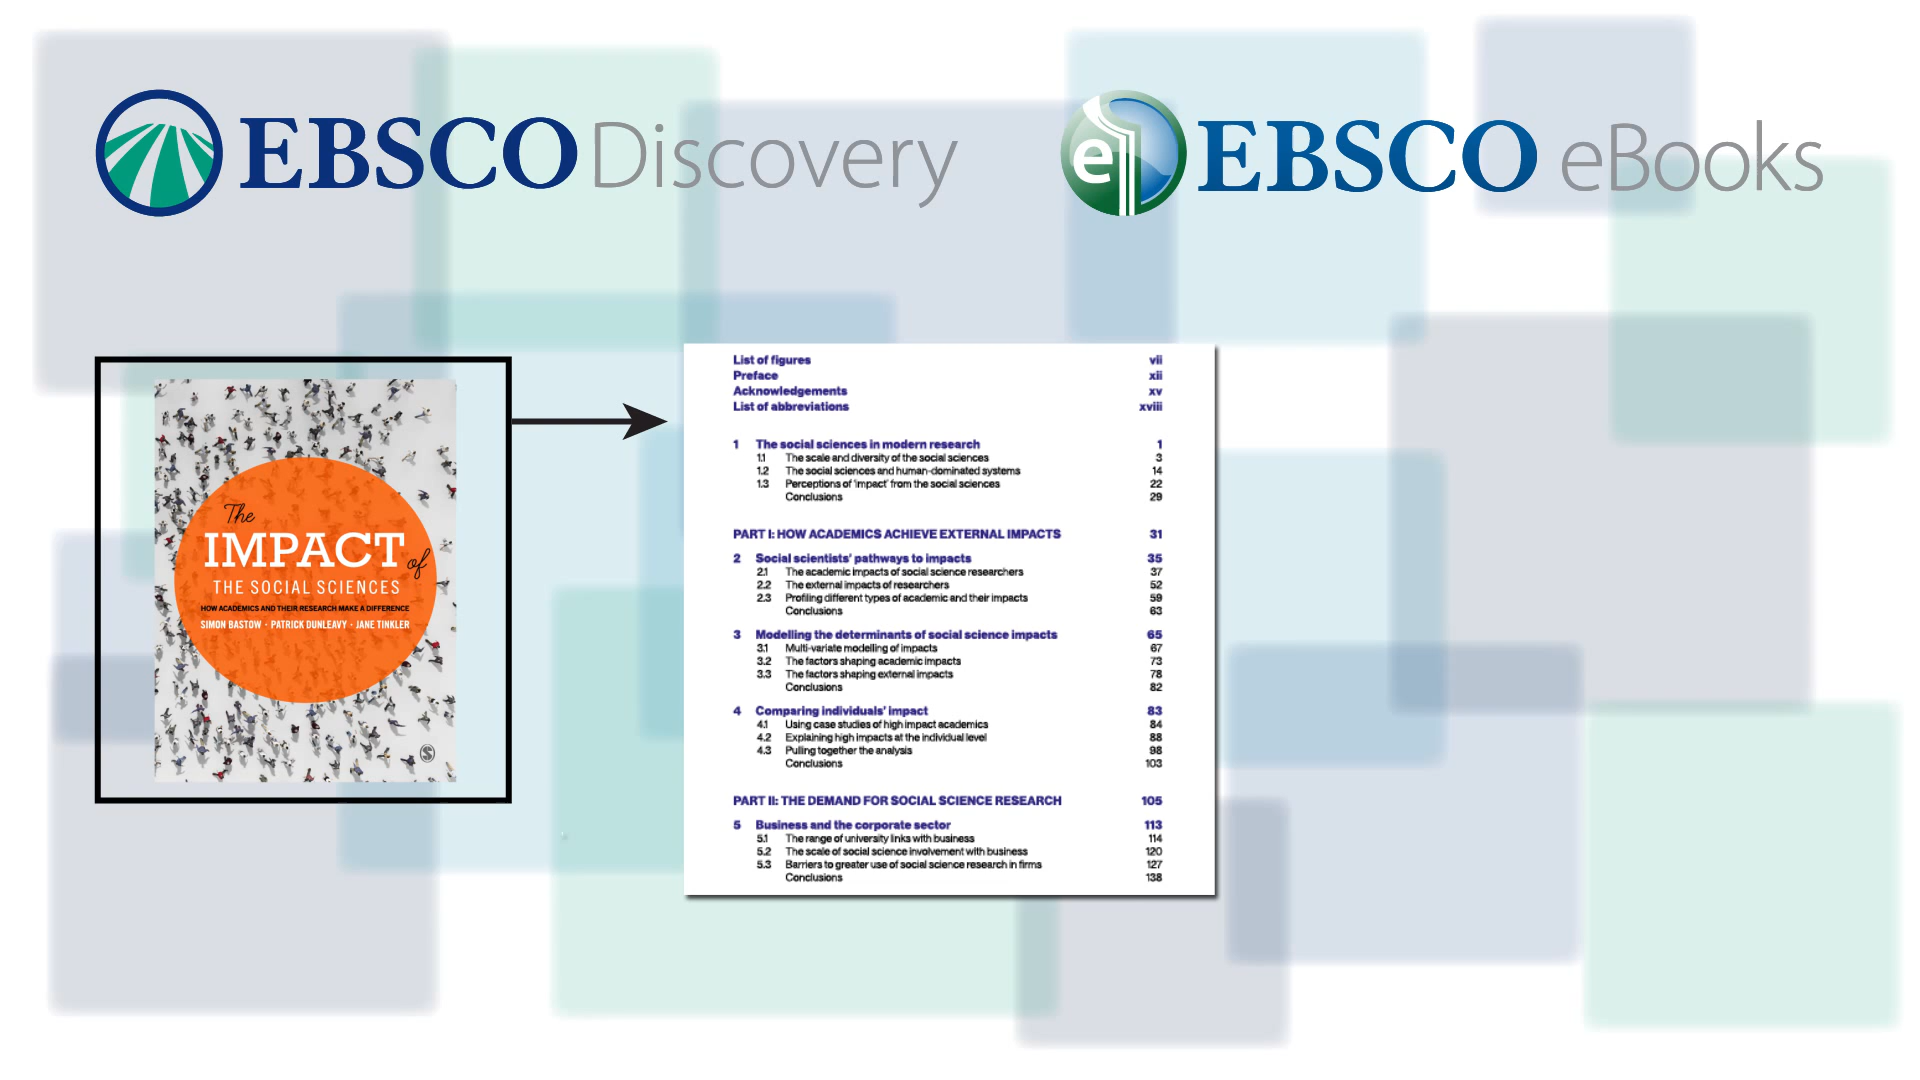 EBSCO Discovery
EBSCO eBooks
e
The
IMPACT of
THE SOCIAL SCIENCES
HOW ACADEMICS AND THEIR RESEARCH MAKE A DIFFERENCE
SIMON BASTOW · PATRICK DUNLEAVY · JANE TINKLER
S
List of figures vii
Preface xii
Acknowledgements xv
List of abbreviations xviii
1 The social sciences in modern research 1
1.1 The scale and diversity of the social sciences 3
1.2 The social sciences and human-dominated systems 14
1.3 Perceptions of 'impact' from the social sciences 22
Conclusions 29
PART I: HOW ACADEMICS ACHIEVE EXTERNAL IMPACTS 31
2 Social scientists' pathways to impacts 35
2.1 The academic impacts of social science researchers 37
2.2 The external impacts of researchers 52
2.3 Profiling different types of academic and their impacts 59
Conclusions 63
3 Modelling the determinants of social science impacts 65
3.1 Multi-variate modelling of impacts 67
3.2 The factors shaping academic impacts 73
3.3 The factors shaping external impacts 78
Conclusions 82
4 Comparing individuals' impact 83
4.1 Using case studies of high impact academics 84
4.2 Explaining high impacts at the individual level 88
4.3 Pulling together the analysis 98
Conclusions 103
PART II: THE DEMAND FOR SOCIAL SCIENCE RESEARCH 105
5 Business and the corporate sector 113
5.1 The range of university links with business 114
5.2 The scale of social science involvement with business 120
5.3 Barriers to greater use of social science research in firms 127
Conclusions 138